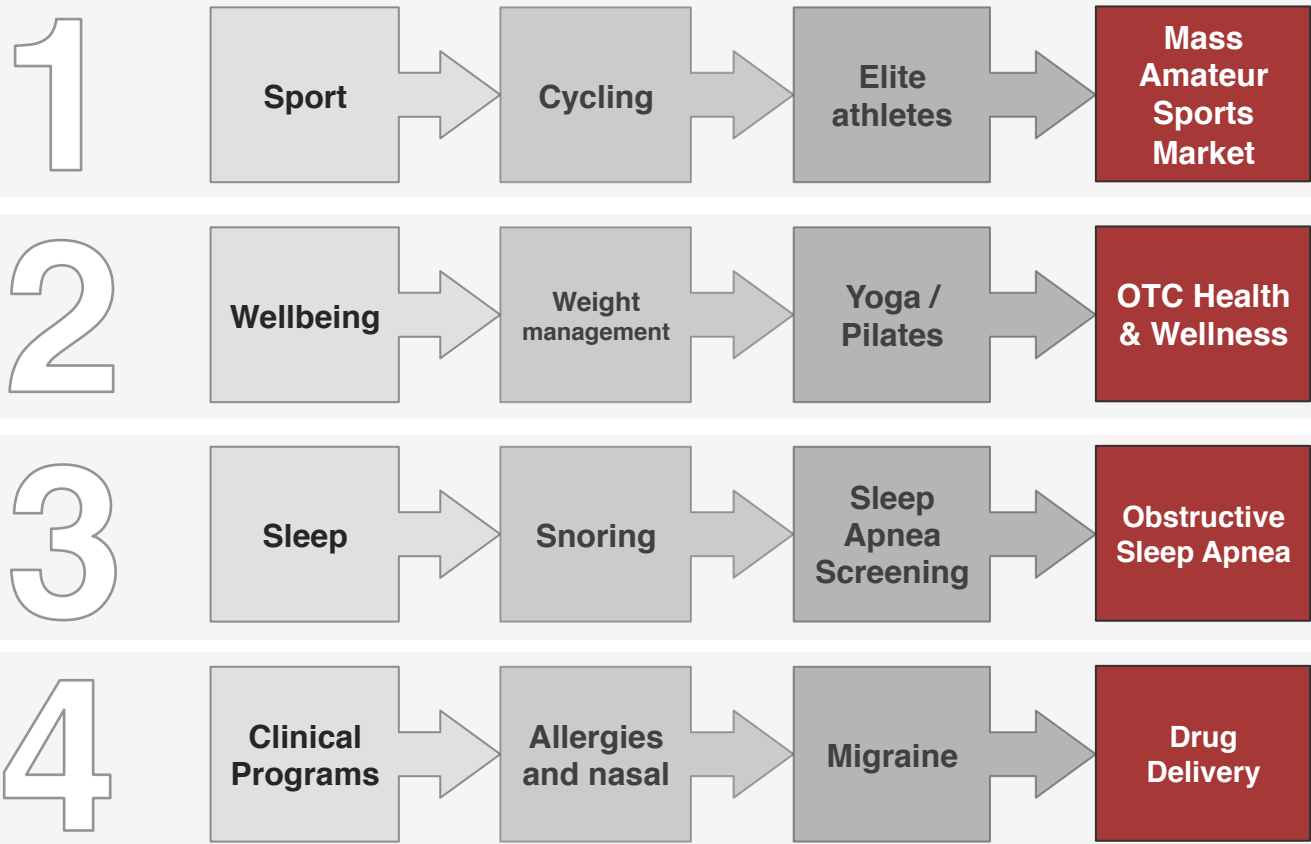 1
Sport
Cycling
Elite
athletes
Mass
Amateur
Sports
Market
2
Wellbeing
Weight
management
Yoga /
Pilates
OTC Health
& Wellness
3
Sleep
Snoring
Sleep
Apnea
Screening
Obstructive
Sleep Apnea
4
Clinical
Programs
Allergies
and nasal
Migraine
Drug
Delivery